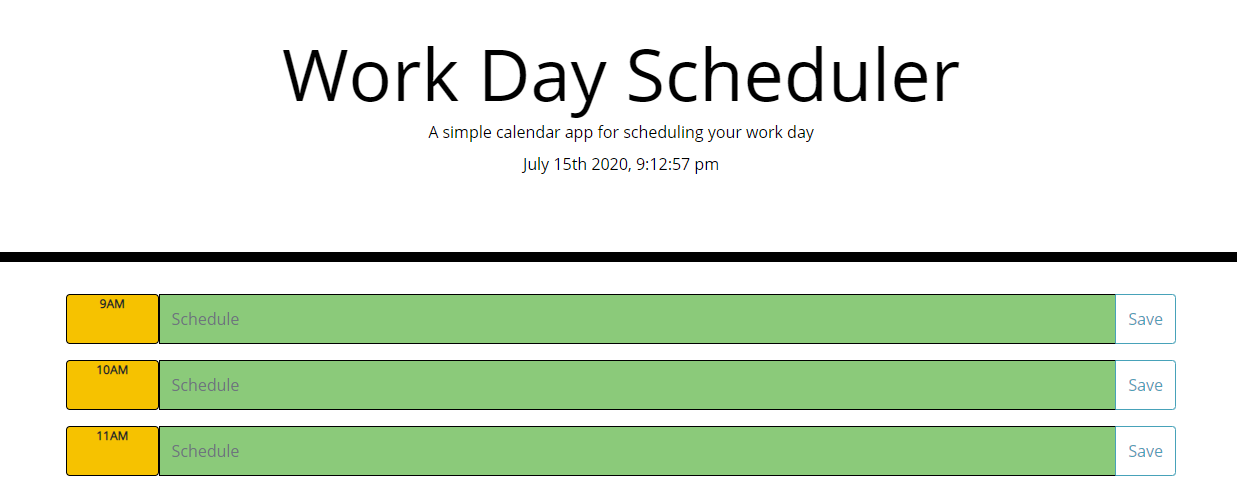 Work Day Scheduler
A simple calendar app for scheduling your work day
July 15th 2020, 9:12:57 pm
9AM Schedule Save
10AM Schedule Save
11AM Schedule Save